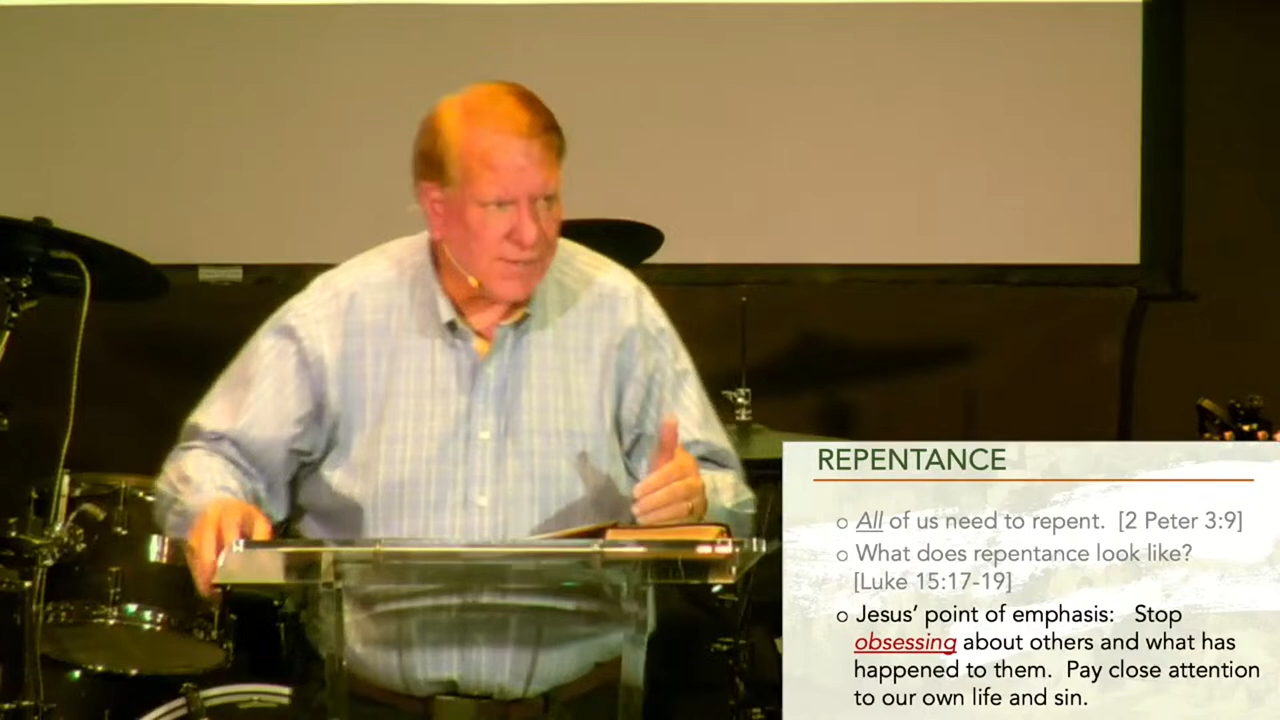 REPENTANCE
○ All of us need to repent. [2 Peter 3:9]
○ What does repentance look like?
[Luke 15:17-19]
○ Jesus’ point of emphasis: Stop
obsessing about others and what has
happened to them. Pay close attention
to our own life and sin.